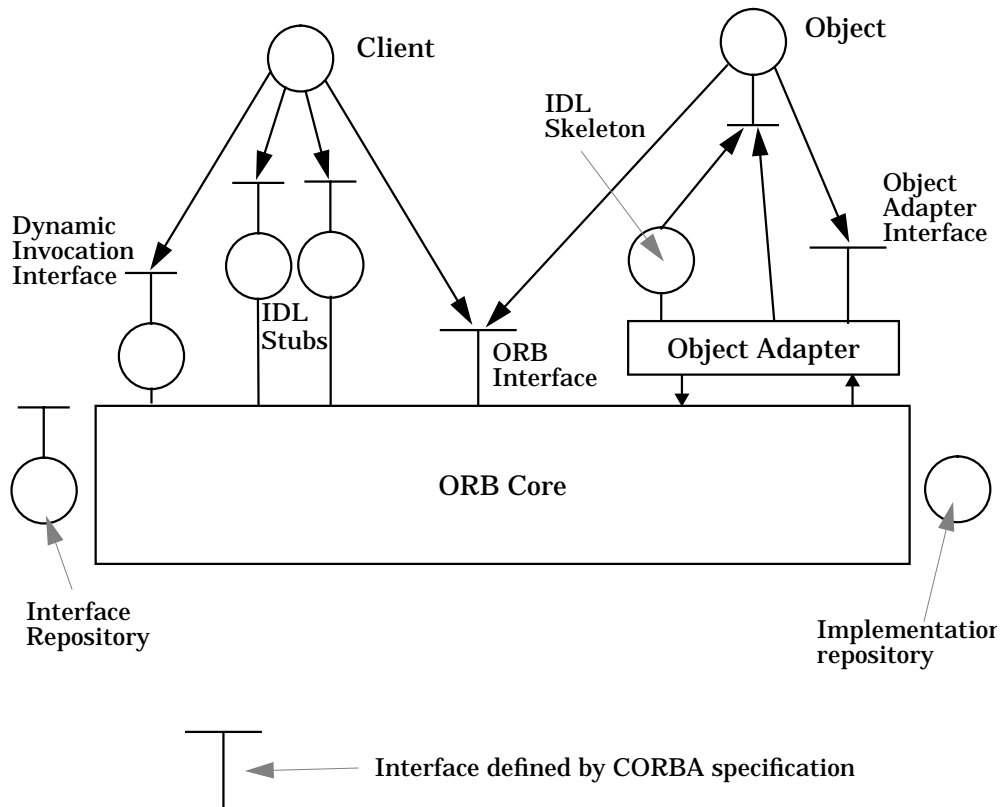 Client
Object
IDL
Skeleton
Object
Adapter
Interface
Dynamic
Invocation
Interface
IDL
Stubs
ORB
Interface
Object Adapter
ORB Core
Interface
Repository
Implementation
repository
Interface defined by CORBA specification